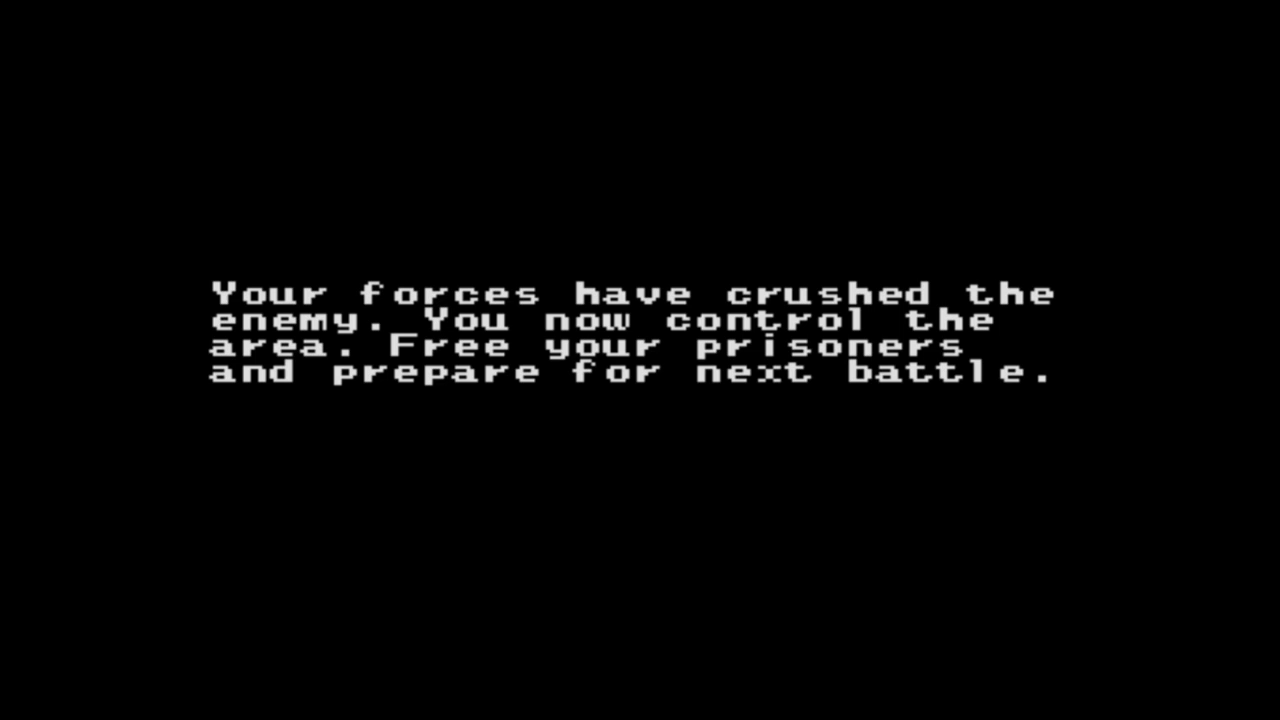 Your forces have crushed the
enemy. You now control the
area. Free your prisoners
and prepare for next battle.